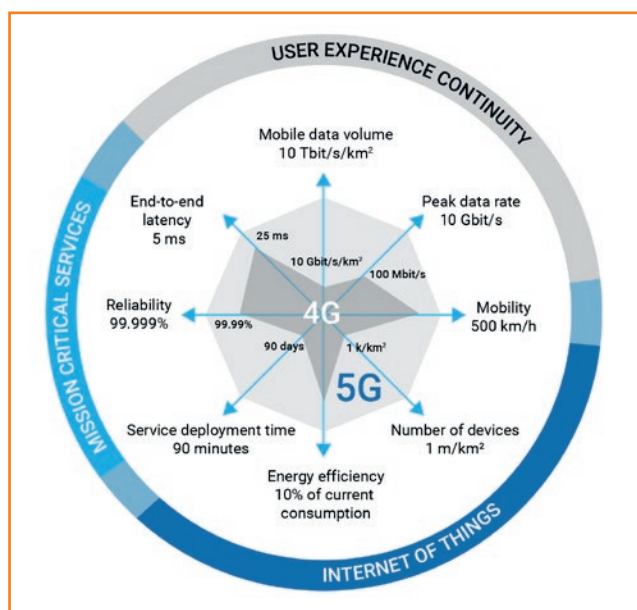 USER EXPERIENCE CONTINUITY
Mobile data volume
10 Tbit/s/km²
End-to-end
latency
5 ms
Peak data rate
10 Gbit/s
25 ms
10 Gbit/s/km²
100 Mbit/s
MISSION CRITICAL SERVICES
Reliability
99.999%
99.99%
4G
Mobility
500 km/h
90 days
1 k/km²
5G
Service deployment time
90 minutes
Number of devices
1 m/km²
Energy efficiency
10% of current
consumption
INTERNET OF THINGS